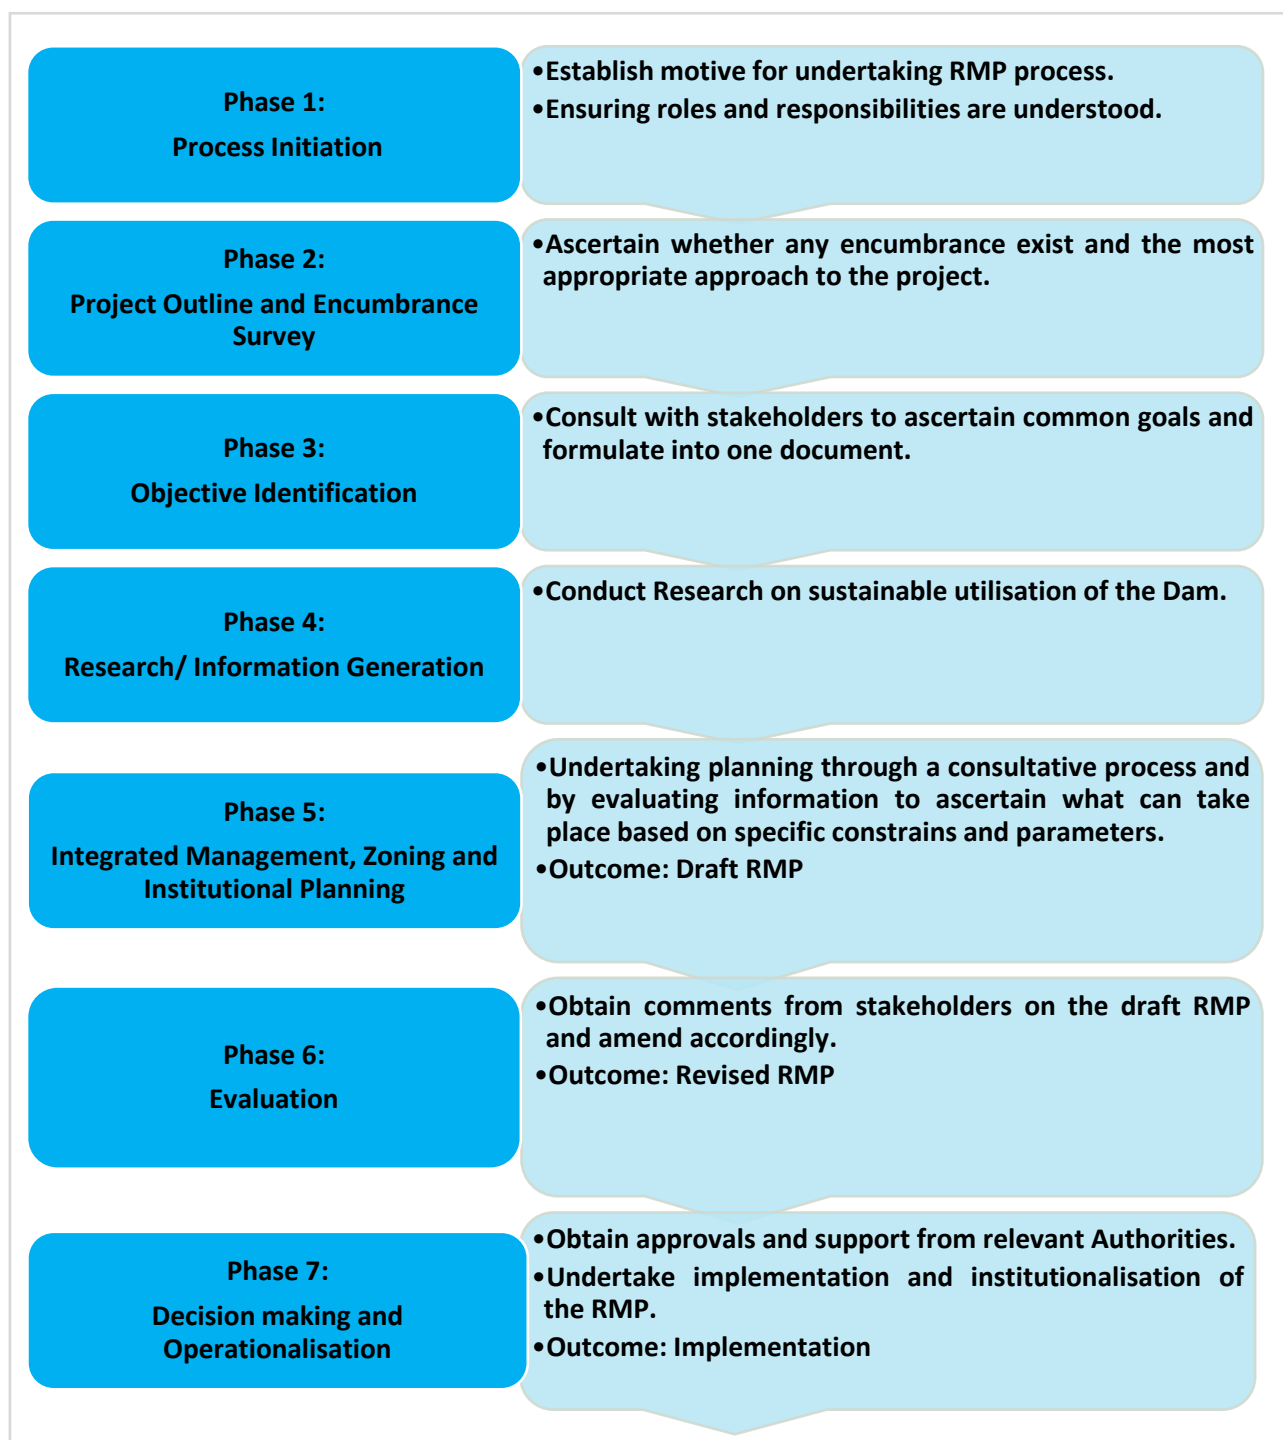 Phase 1:
Process Initiation
•Establish motive for undertaking RMP process.
•Ensuring roles and responsibilities are understood.
Phase 2:
Project Outline and Encumbrance
Survey
•Ascertain whether any encumbrance exist and the most
appropriate approach to the project.
Phase 3:
Objective Identification
•Consult with stakeholders to ascertain common goals and
formulate into one document.
Phase 4:
Research/ Information Generation
•Conduct Research on sustainable utilisation of the Dam.
Phase 5:
Integrated Management, Zoning and
Institutional Planning
•Undertaking planning through a consultative process and
by evaluating information to ascertain what can take
place based on specific constrains and parameters.
•Outcome: Draft RMP
Phase 6:
Evaluation
•Obtain comments from stakeholders on the draft RMP
and amend accordingly.
•Outcome: Revised RMP
Phase 7:
Decision making and
Operationalisation
•Obtain approvals and support from relevant Authorities.
•Undertake implementation and institutionalisation of
the RMP.
•Outcome: Implementation